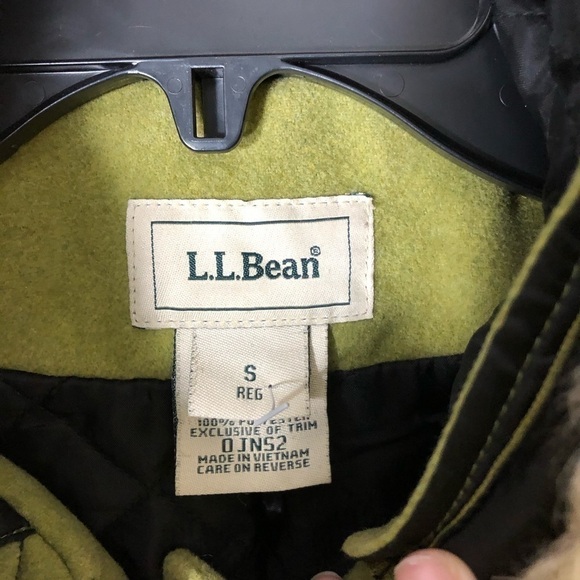 L.L.Bean®
S
REG
100% POLYESTER
EXCLUSIVE OF TRIM
0JNS2
MADE IN VIETNAM
CARE ON REVERSE